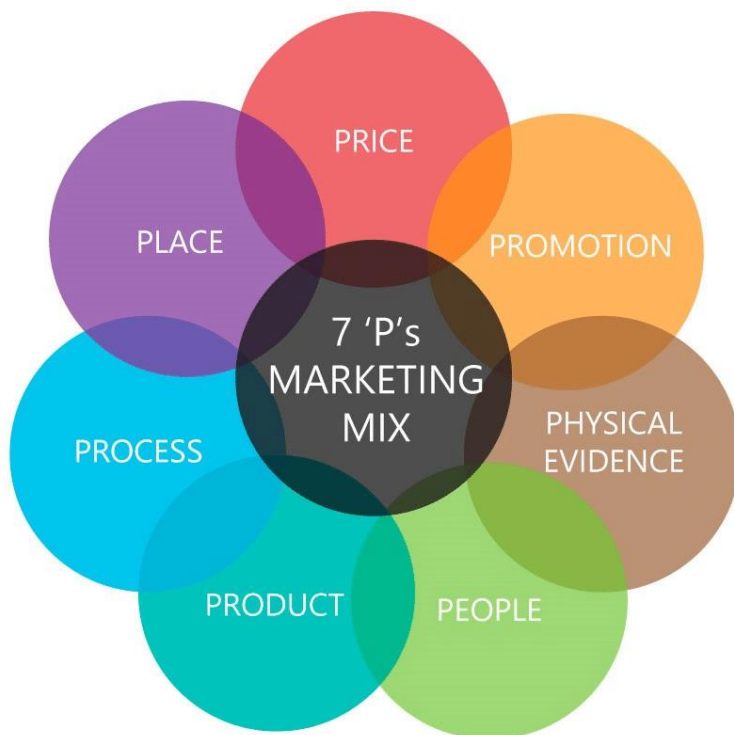 PRICE
PROMOTION
PLACE
7 ‘P’s
MARKETING
MIX
PHYSICAL
EVIDENCE
PROCESS
PRODUCT
PEOPLE